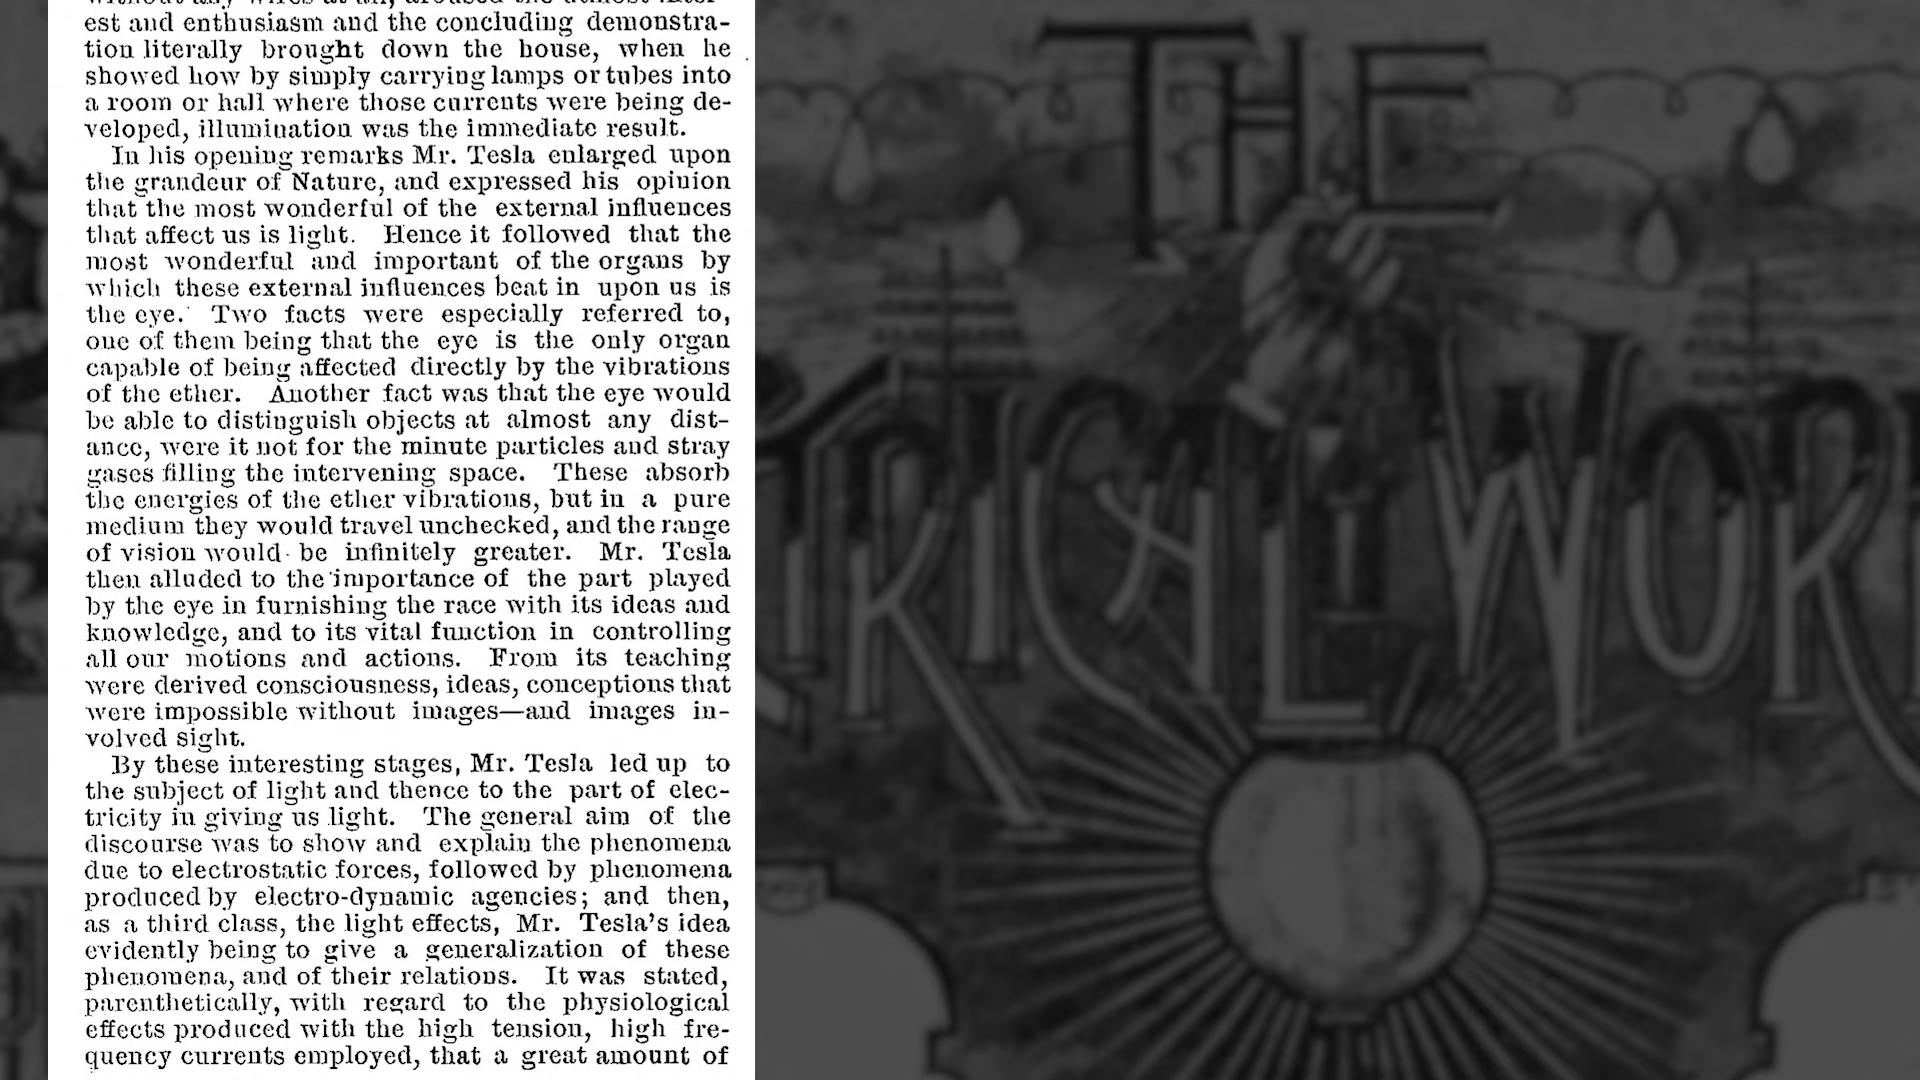 without any wires at all, aroused the utmost inter-
est and enthusiasm and the concluding demonstra-
tion literally brought down the house, when he
showed how by simply carrying lamps or tubes into
a room or hall where those currents were being de-
veloped, illumination was the immediate result.
In his opening remarks Mr. Tesla enlarged upon
the grandeur of Nature, and expressed his opinion
that the most wonderful of the external influences
that affect us is light. Hence it followed that the
most wonderful and important of the organs by
which these external influences beat in upon us is
the eye. Two facts were especially referred to,
one of them being that the eye is the only organ
capable of being affected directly by the vibrations
of the ether. Another fact was that the eye would
be able to distinguish objects at almost any dist-
ance, were it not for the minute particles and stray
gases filling the intervening space. These absorb
the energies of the ether vibrations, but in a pure
medium they would travel unchecked, and the range
of vision would be infinitely greater. Mr. Tesla
then alluded to the importance of the part played
by the eye in furnishing the race with its ideas and
knowledge, and to its vital function in controlling
all our motions and actions. From its teaching
were derived consciousness, ideas, conceptions that
were impossible without images—and images in-
volved sight.
By these interesting stages, Mr. Tesla led up to
the subject of light and thence to the part of elec-
tricity in giving us light. The general aim of the
discourse was to show and explain the phenomena
due to electrostatic forces, followed by phenomena
produced by electro-dynamic agencies; and then,
as a third class, the light effects, Mr. Tesla's idea
evidently being to give a generalization of these
phenomena, and of their relations. It was stated,
parenthetically, with regard to the physiological
effects produced with the high tension, high fre-
quency currents employed, that a great amount of
THE
TRICAL WOR